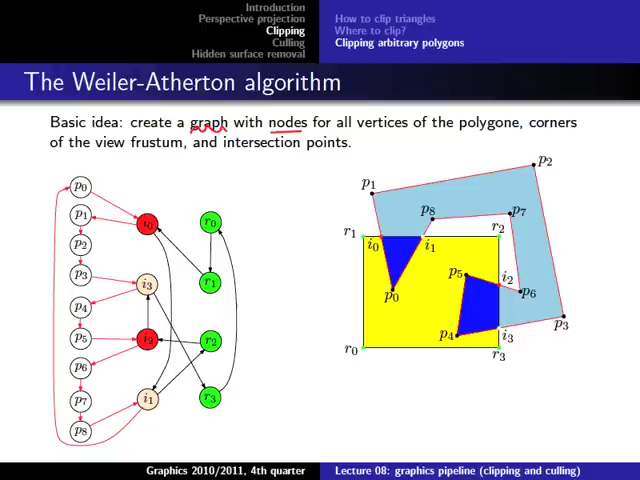 Introduction
Perspective projection
Clipping
Culling
Hidden surface removal
How to clip triangles
Where to clip?
Clipping arbitrary polygons
The Weiler-Atherton algorithm
Basic idea: create a graph with nodes for all vertices of the polygone, corners
of the view frustum, and intersection points.
p0
p1
p2
p3
p4
p5
p6
p7
p8
i0
i3
i2
i1
r0
r1
r2
r3
p2
p1
p8
p7
r1
r2
i0
i1
p5
i2
p0
p6
p4
i3
p3
r0
r3
Graphics 2010/2011, 4th quarter
Lecture 08: graphics pipeline (clipping and culling)